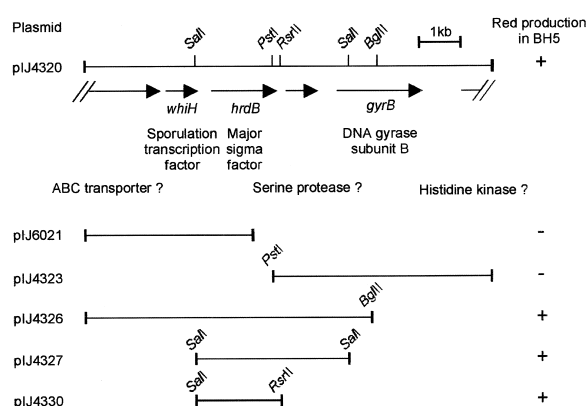 Plasmid
Red production
in BH5
SalI PstI RsrII SalI BglII 1kb
pIJ4320 +
whiH hrdB gyrB
Sporulation transcription factor
Major sigma factor
DNA gyrase subunit B
ABC transporter ? Serine protease ? Histidine kinase ?
pIJ6021 -
PstI
pIJ4323 -
BglII
pIJ4326 +
SalI SalI
pIJ4327 +
SalI RsrII
pIJ4330 +